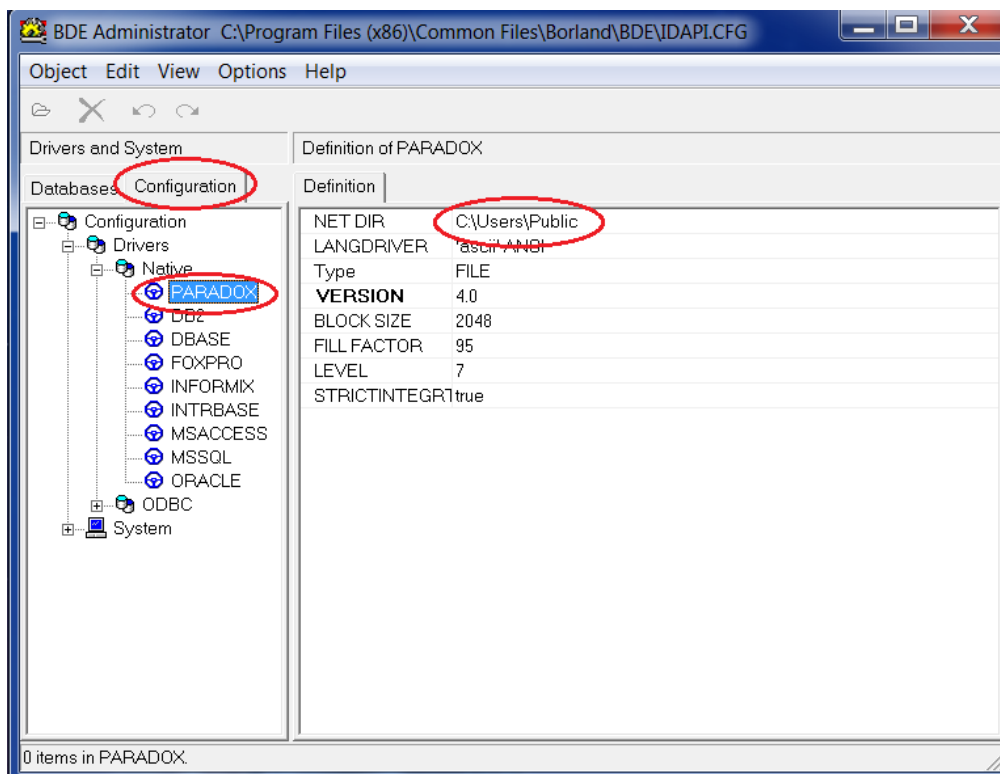 BDE Administrator C:\Program Files (x86)\Common Files\Borland\BDE\IDAPI.CFG
Object Edit View Options Help
Drivers and System
Definition of PARADOX
Databases Configuration
Definition
Configuration
Drivers
Native
PARADOX
DB2
DBASE
FOXPRO
INFORMIX
INTRBASE
MSACCESS
MSSQL
ORACLE
ODBC
System
NET DIR C:\Users\Public
LANGDRIVER 'ascii' ANSI
Type FILE
VERSION 4.0
BLOCK SIZE 2048
FILL FACTOR 95
LEVEL 7
STRICTINTEGRT true
0 items in PARADOX.